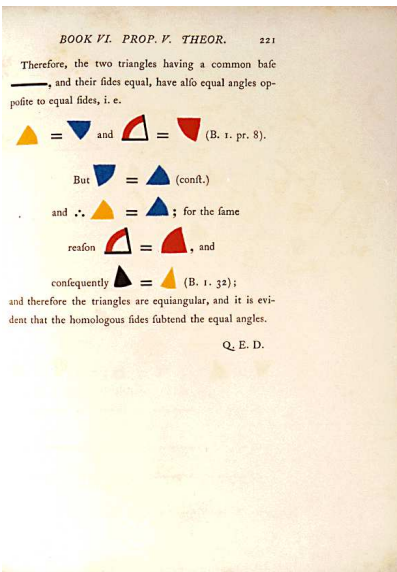 BOOK VI. PROP. V. THEOR. 221
Therefore, the two triangles having a common baſe
, and their ſides equal, have alſo equal angles op-
poſite to equal ſides, i. e.
= and = (B. 1. pr. 8).
But = (conſt.)
and ∴ = ; for the ſame
reaſon = , and
conſequently = (B. 1. 32);
and therefore the triangles are equiangular, and it is evi-
dent that the homologous ſides ſubtend the equal angles.
Q. E. D.